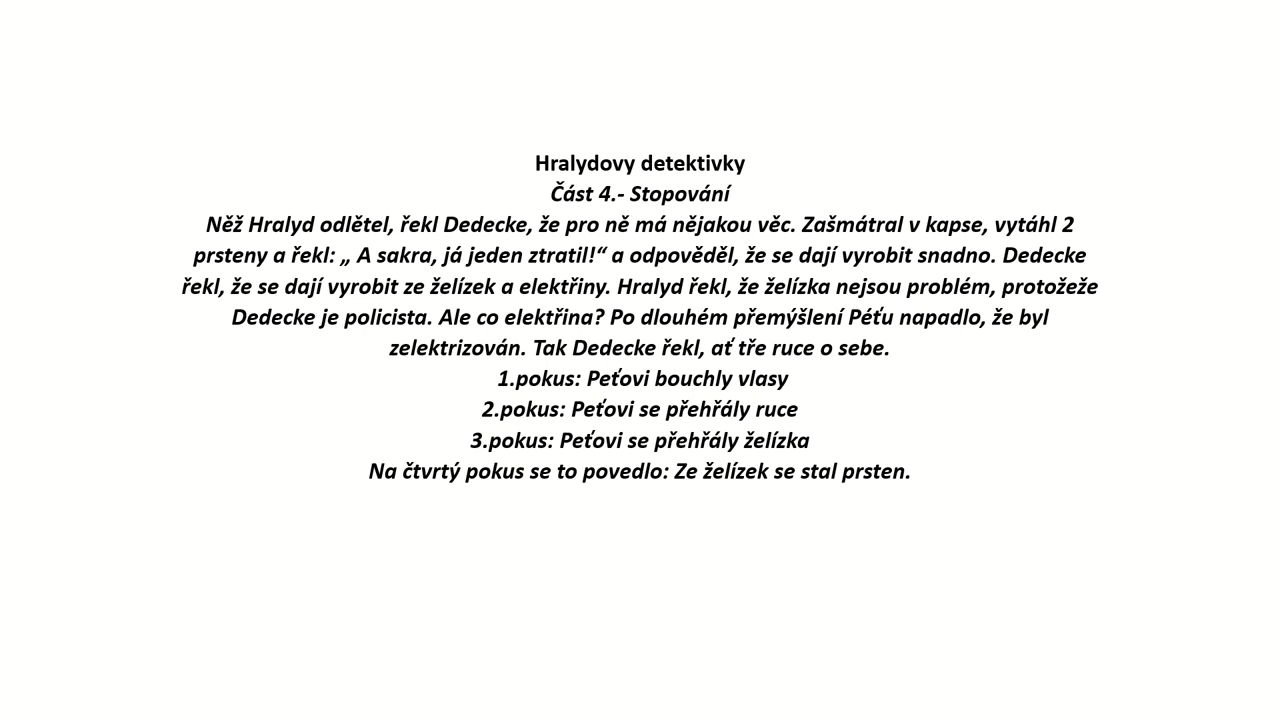 Hralydovy detektivky
Část 4.- Stopování
Něž Hralyd odlětel, řekl Dedecke, že pro ně má nějakou věc. Zašmátral v kapse, vytáhl 2
prsteny a řekl: „ A sakra, já jeden ztratil!“ a odpověděl, že se dají vyrobit snadno. Dedecke
řekl, že se dají vyrobit ze želízek a elektřiny. Hralyd řekl, že želízka nejsou problém, protožeže
Dedecke je policista. Ale co elektřina? Po dlouhém přemýšlení Péťu napadlo, že byl
zelektrizován. Tak Dedecke řekl, ať tře ruce o sebe.
1.pokus: Peťovi bouchly vlasy
2.pokus: Peťovi se přehřály ruce
3.pokus: Peťovi se přehřály želízka
Na čtvrtý pokus se to povedlo: Ze želízek se stal prsten.